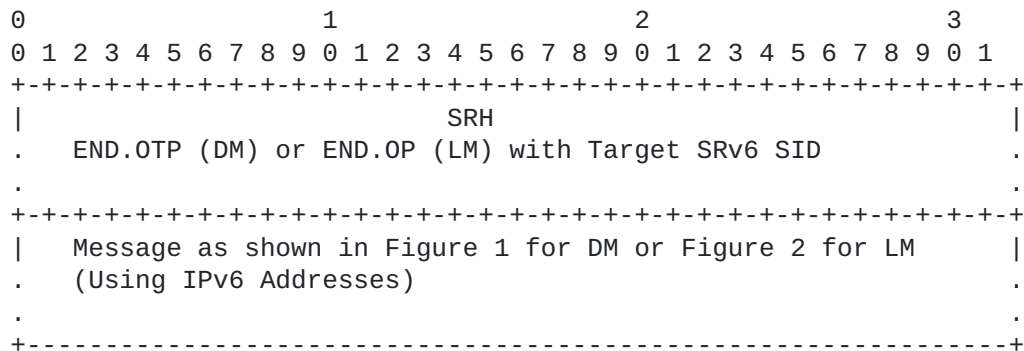 0                   1                   2                   3
0 1 2 3 4 5 6 7 8 9 0 1 2 3 4 5 6 7 8 9 0 1 2 3 4 5 6 7 8 9 0 1
+-+-+-+-+-+-+-+-+-+-+-+-+-+-+-+-+-+-+-+-+-+-+-+-+-+-+-+-+-+-+-+-+
|                           SRH                                 |
.   END.OTP (DM) or END.OP (LM) with Target SRv6 SID            .
.                                                               .
+-+-+-+-+-+-+-+-+-+-+-+-+-+-+-+-+-+-+-+-+-+-+-+-+-+-+-+-+-+-+-+-+
|   Message as shown in Figure 1 for DM or Figure 2 for LM      |
.   (Using IPv6 Addresses)                                      .
.                                                               .
+---------------------------------------------------------------+